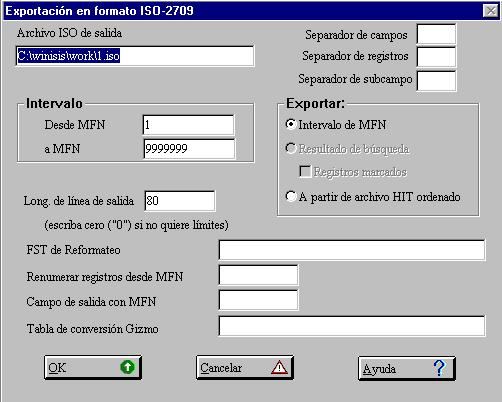 Exportación en formato ISO-2709
Archivo ISO de salida
C:\winisis\work\1.iso
Separador de campos
Separador de registros
Separador de subcampo
Intervalo
Desde MFN 1
a MFN 9999999
Exportar:
Intervalo de MFN
Resultado de búsqueda
Registros marcados
A partir de archivo HIT ordenado
Long. de línea de salida 80
(escriba cero ("0") si no quiere límites)
FST de Reformateo
Renumerar registros desde MFN
Campo de salida con MFN
Tabla de conversión Gizmo
OK
Cancelar
Ayuda ?